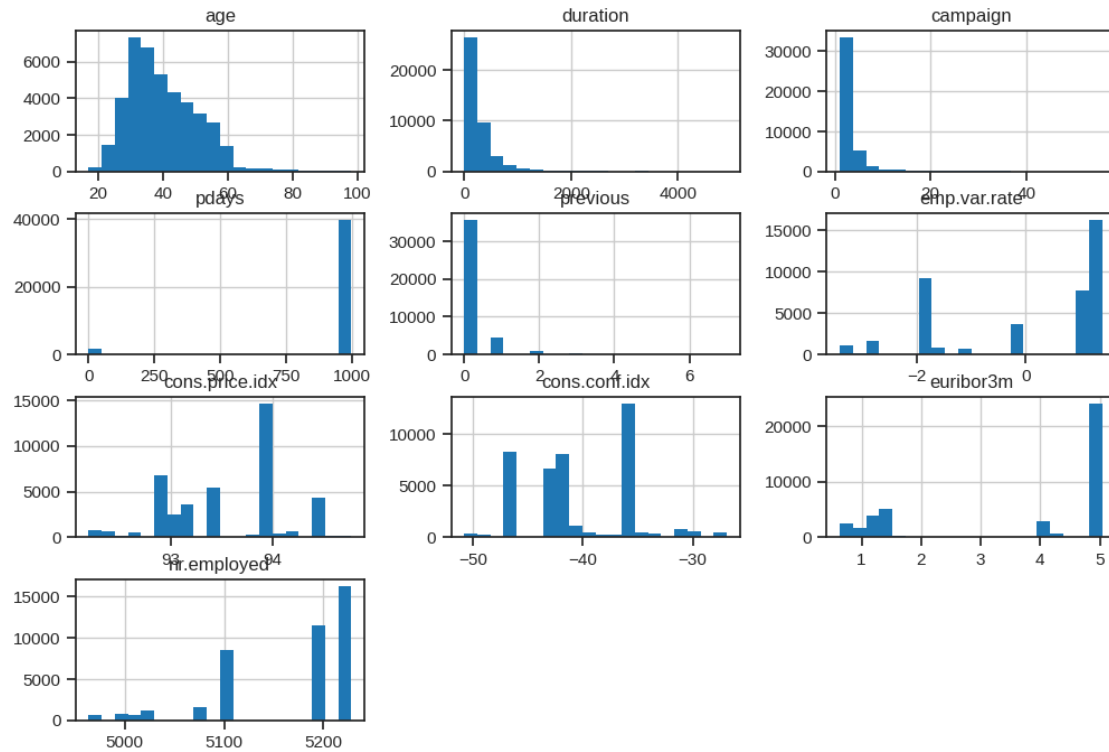 age
6000
4000
2000
0
20 40 60 80 100
duration
20000
10000
0
0 2000 4000
campaign
30000
20000
10000
0
0 20 40
pdays
40000
20000
0
0 250 500 750 1000
previous
30000
20000
10000
0
0 2 4 6
emp.var.rate
15000
10000
5000
0
−2 0
cons.price.idx
15000
10000
5000
0
93 94
cons.conf.idx
10000
5000
0
−50 −40 −30
euribor3m
20000
10000
0
1 2 3 4 5
nr.employed
15000
10000
5000
0
5000 5100 5200